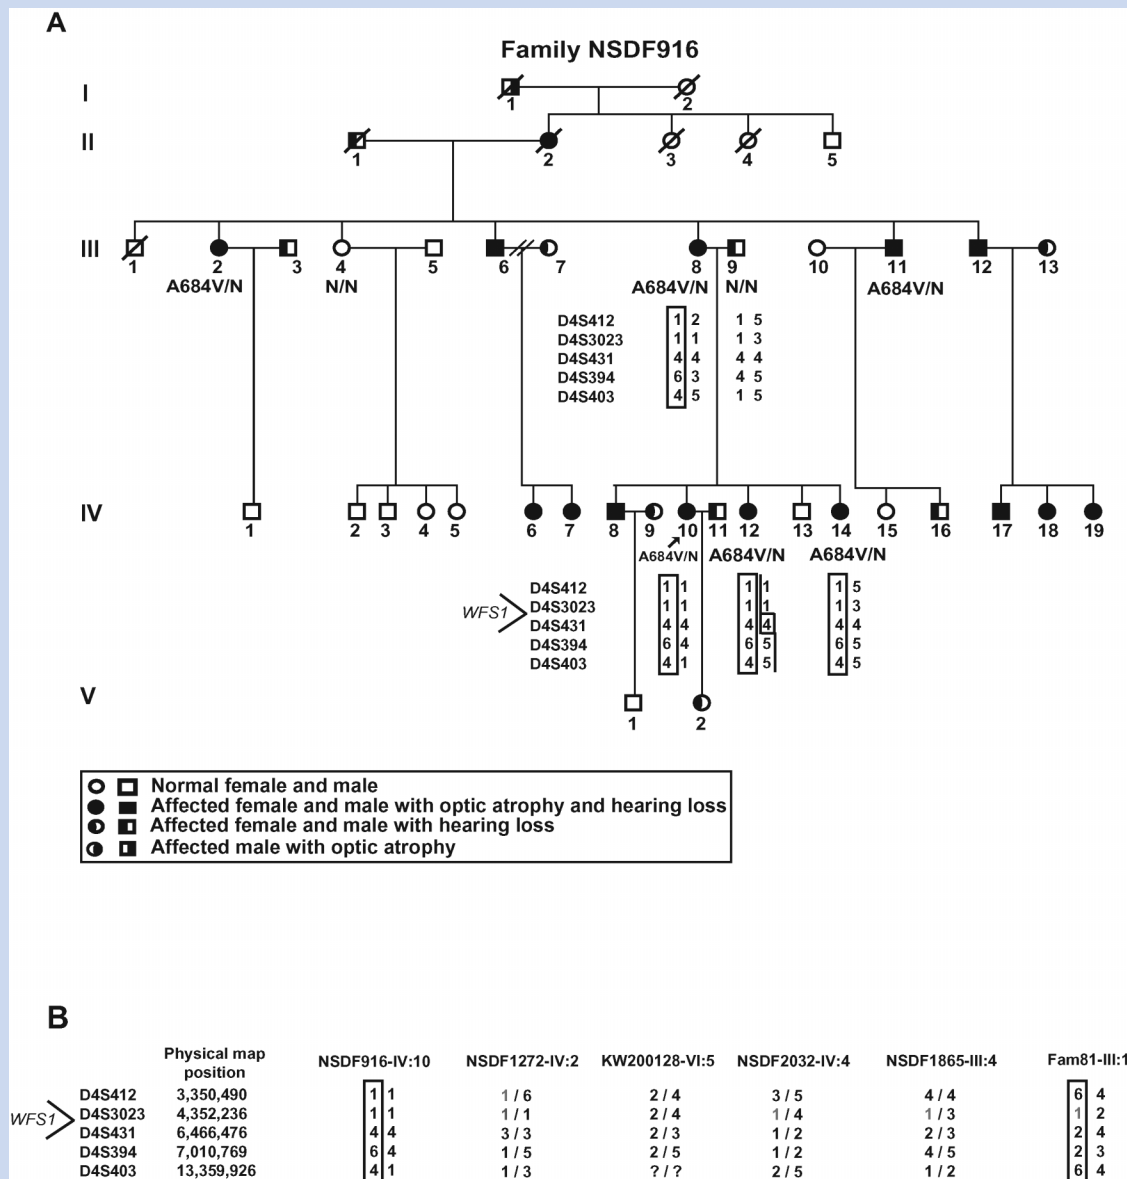 A
Family NSDF916
I
1 2
II
1 2 3 4 5
III
1 2 3 4 5 6 7 8 9 10 11 12 13
A684V/N N/N A684V/N N/N A684V/N
D4S412 1 2 1 5
D4S3023 1 1 1 3
D4S431 4 4 4 4
D4S394 6 3 4 5
D4S403 4 5 1 5
IV
1 2 3 4 5 6 7 8 9 10 11 12 13 14 15 16 17 18 19
A684V/N A684V/N A684V/N
D4S412 1 1 1 1 1 5
WFS1
D4S3023 1 1 1 1 1 3
D4S431 4 4 4 4 4 4
D4S394 6 4 6 5 6 5
D4S403 4 1 4 5 4 5
V
1 2
Normal female and male
Affected female and male with optic atrophy and hearing loss
Affected female and male with hearing loss
Affected male with optic atrophy
B
Physical map position NSDF916-IV:10 NSDF1272-IV:2 KW200128-VI:5 NSDF2032-IV:4 NSDF1865-III:4 Fam81-III:1
D4S412 3,350,490 1 1 1 / 6 2 / 4 3 / 5 4 / 4 6 4
WFS1
D4S3023 4,352,236 1 1 1 / 1 2 / 4 1 / 4 1 / 3 1 2
D4S431 6,466,476 4 4 3 / 3 2 / 3 1 / 2 2 / 3 2 4
D4S394 7,010,769 6 4 1 / 5 2 / 5 1 / 2 4 / 5 2 3
D4S403 13,359,926 4 1 1 / 3 ? / ? 2 / 5 1 / 2 6 4